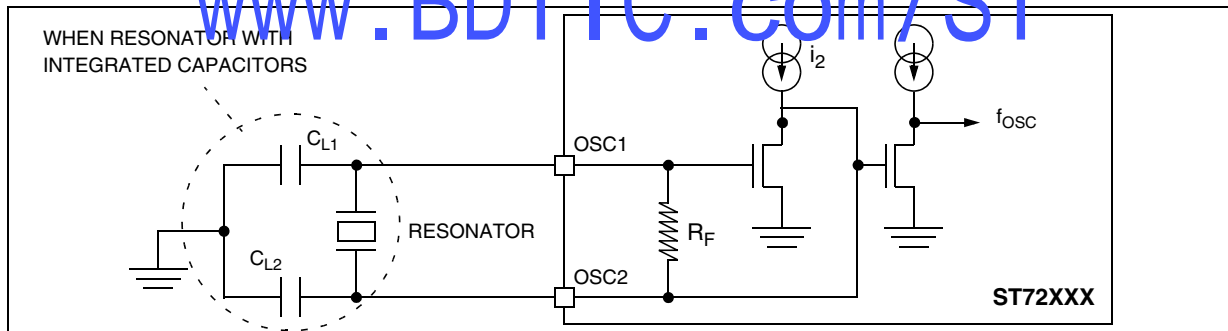 www.BDTIC.com/ST
WHEN RESONATOR WITH
INTEGRATED CAPACITORS
i2
fOSC
CL1
OSC1
RESONATOR
RF
CL2
OSC2
ST72XXX